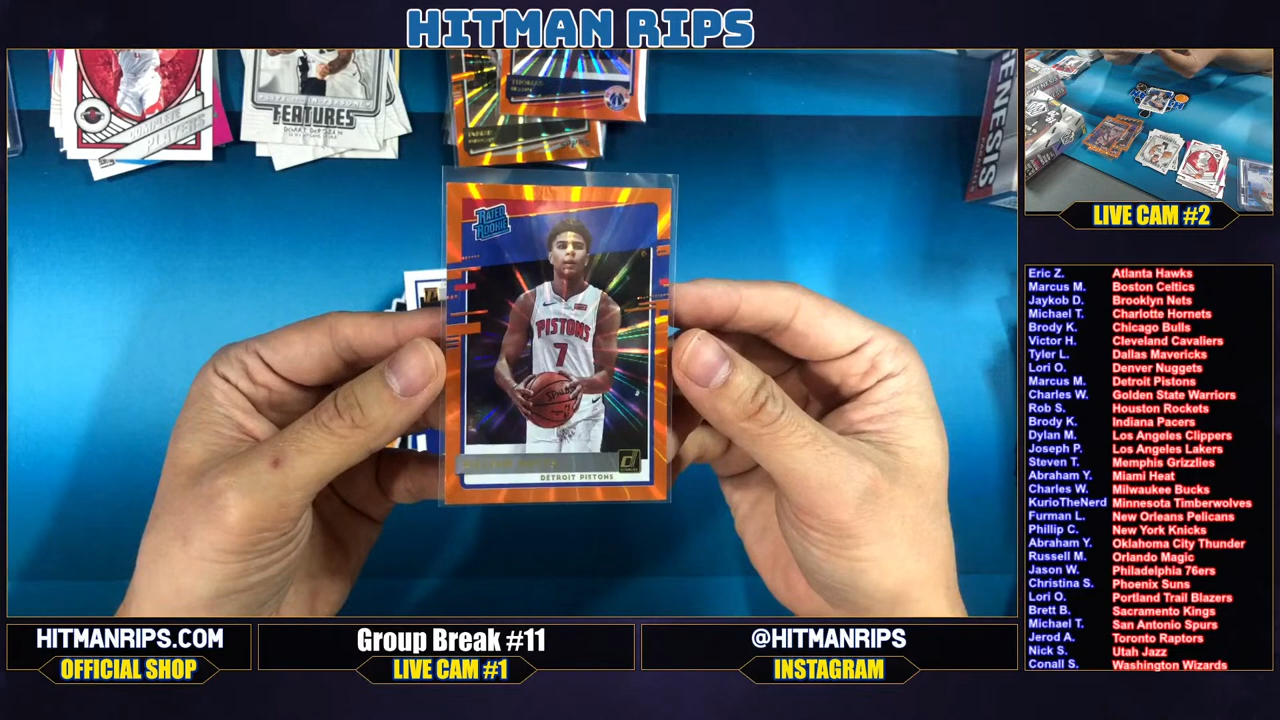 HITMAN RIPS
COMPLETE
PLAYERS
FEATURES
DeMAR DeROZAN
GENESIS
RATED
ROOKIE
PISTONS
7
SPALDING
DETROIT PISTONS
LIVE CAM #2
Eric Z. Atlanta Hawks
Marcus M. Boston Celtics
Jaykob D. Brooklyn Nets
Michael T. Charlotte Hornets
Brody K. Chicago Bulls
Victor H. Cleveland Cavaliers
Tyler L. Dallas Mavericks
Lori O. Denver Nuggets
Marcus M. Detroit Pistons
Charles W. Golden State Warriors
Rob S. Houston Rockets
Brody K. Indiana Pacers
Dylan M. Los Angeles Clippers
Joseph P. Los Angeles Lakers
Steven T. Memphis Grizzlies
Abraham Y. Miami Heat
Charles W. Milwaukee Bucks
KurioTheNerd Minnesota Timberwolves
Furman L. New Orleans Pelicans
Phillip C. New York Knicks
Abraham Y. Oklahoma City Thunder
Russell M. Orlando Magic
Jason W. Philadelphia 76ers
Christina S. Phoenix Suns
Lori O. Portland Trail Blazers
Brett B. Sacramento Kings
Michael T. San Antonio Spurs
Jerod A. Toronto Raptors
Nick S. Utah Jazz
Conall S. Washington Wizards
HITMANRIPS.COM
OFFICIAL SHOP
Group Break #11
LIVE CAM #1
@HITMANRIPS
INSTAGRAM